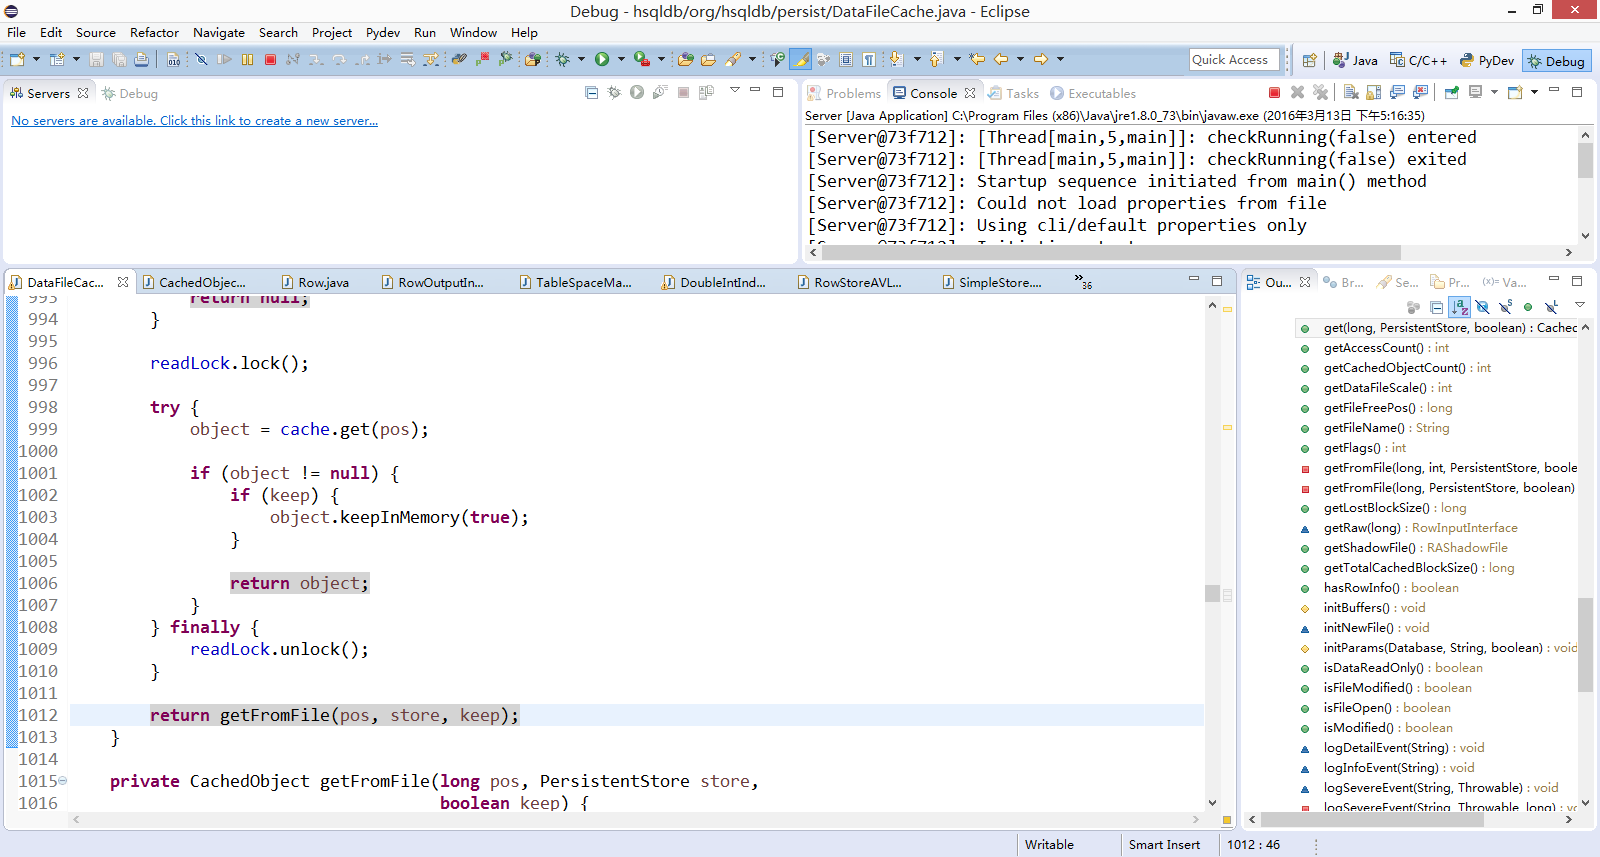 Debug - hsqldb/org/hsqldb/persist/DataFileCache.java - Eclipse
File Edit Source Refactor Navigate Search Project Pydev Run Window Help
Quick Access Java C/C++ PyDev Debug
Servers Debug
No servers are available. Click this link to create a new server...
Problems Console Tasks Executables
Server [Java Application] C:\Program Files (x86)\Java\jre1.8.0_73\bin\javaw.exe (2016年3月13日 下午5:16:35)
[Server@73f712]: [Thread[main,5,main]]: checkRunning(false) entered
[Server@73f712]: [Thread[main,5,main]]: checkRunning(false) exited
[Server@73f712]: Startup sequence initiated from main() method
[Server@73f712]: Could not load properties from file
[Server@73f712]: Using cli/default properties only
DataFileCac... CachedObjec... Row.java RowOutputIn... TableSpaceMa... DoubleIntInd... RowStoreAVL... SimpleStore.... »36
993 return null;
994 }
995
996 readLock.lock();
997
998 try {
999 object = cache.get(pos);
1000
1001 if (object != null) {
1002 if (keep) {
1003 object.keepInMemory(true);
1004 }
1005
1006 return object;
1007 }
1008 } finally {
1009 readLock.unlock();
1010 }
1011
1012 return getFromFile(pos, store, keep);
1013 }
1014
1015 private CachedObject getFromFile(long pos, PersistentStore store,
1016 boolean keep) {
Ou... Br... Se... Pr... (x)= Va...
get(long, PersistentStore, boolean) : Cachec
getAccessCount() : int
getCachedObjectCount() : int
getDataFileScale() : int
getFileFreePos() : long
getFileName() : String
getFlags() : int
getFromFile(long, int, PersistentStore, boole
getFromFile(long, PersistentStore, boolean)
getLostBlockSize() : long
getRaw(long) : RowInputInterface
getShadowFile() : RAShadowFile
getTotalCachedBlockSize() : long
hasRowInfo() : boolean
initBuffers() : void
initNewFile() : void
initParams(Database, String, boolean) : void
isDataReadOnly() : boolean
isFileModified() : boolean
isFileOpen() : boolean
isModified() : boolean
logDetailEvent(String) : void
logInfoEvent(String) : void
logSevereEvent(String, Throwable) : void
logSevereEvent(String, Throwable, long) : vc
Writable Smart Insert 1012 : 46